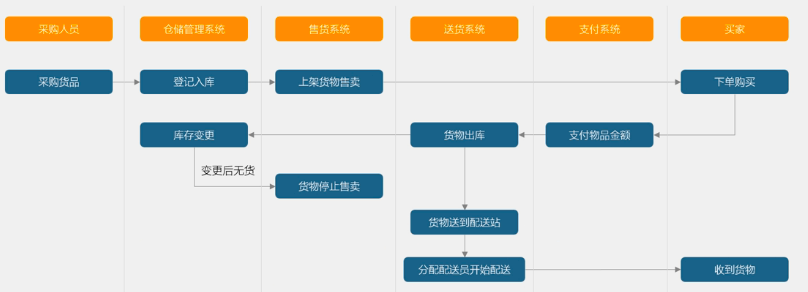 采购人员
仓储管理系统
售货系统
送货系统
支付系统
买家
采购货品
登记入库
上架货物售卖
下单购买
库存变更
货物出库
支付物品金额
变更后无货
货物停止售卖
货物送到配送站
分配配送员开始配送
收到货物